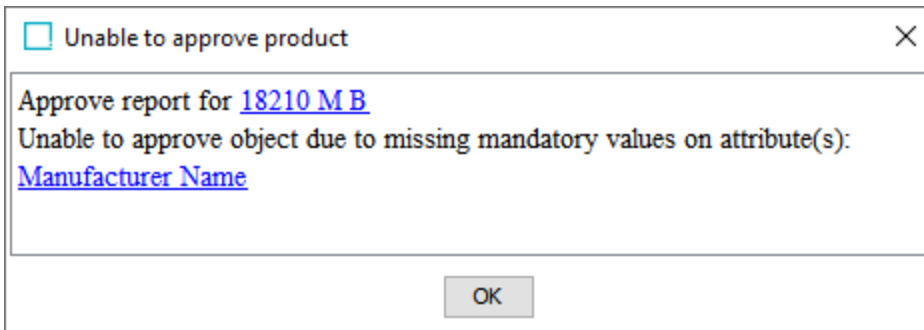 Unable to approve product
Approve report for 18210 M B
Unable to approve object due to missing mandatory values on attribute(s):
Manufacturer Name
OK